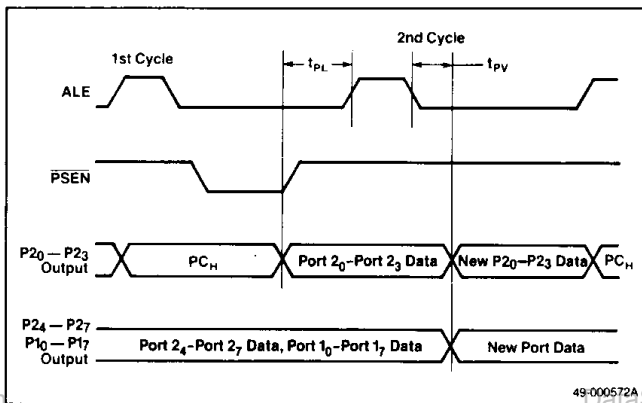 1st Cycle
2nd Cycle
tPL
tPV
ALE
PSEN
P20—P23
Output
PCH
Port 20-Port 23 Data
New P20-P23 Data
PCH
P24—P27
P10—P17
Output
Port 24-Port 27 Data, Port 10-Port 17 Data
New Port Data
49-000572A